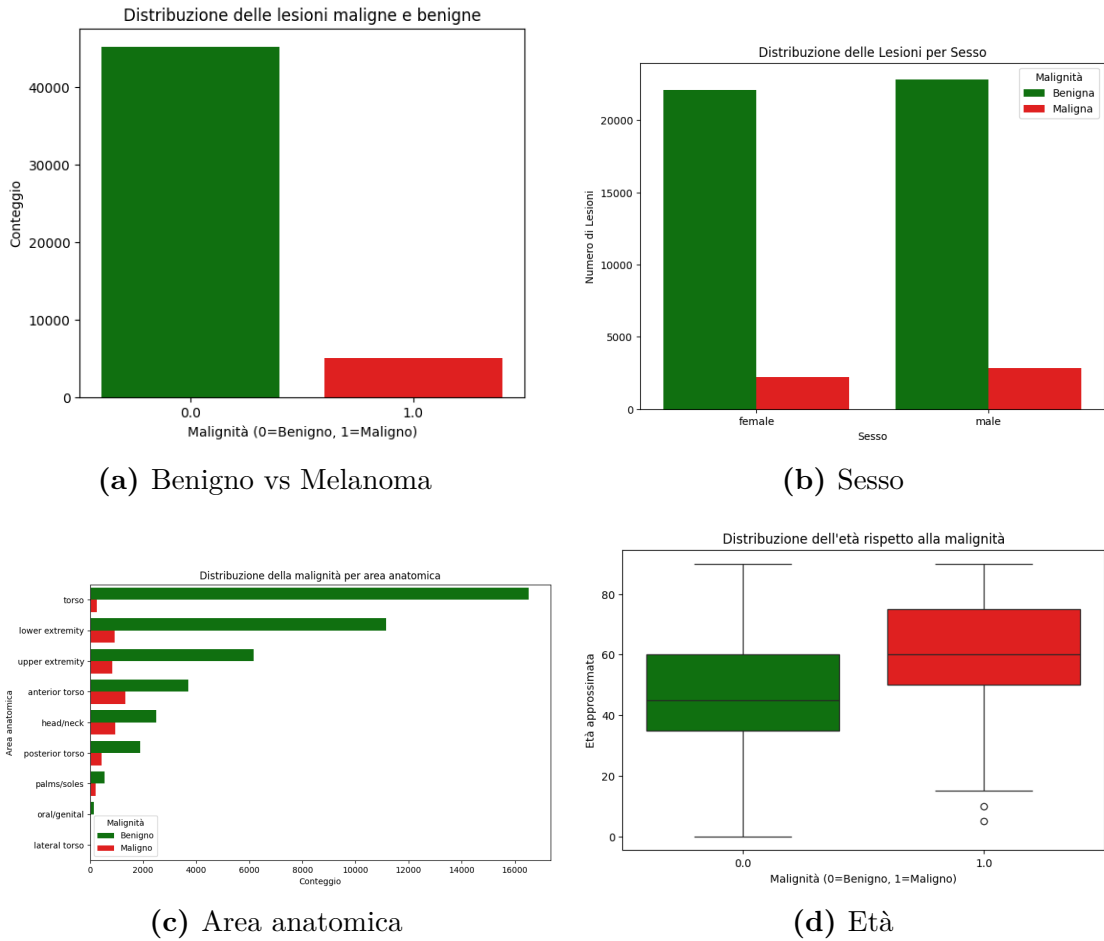 Distribuzione delle lesioni maligne e benigne
40000
30000
20000
10000
0
Conteggio
0.0
1.0
Malignità (0=Benigno, 1=Maligno)
(a) Benigno vs Melanoma
Distribuzione delle Lesioni per Sesso
Malignità
Benigna
Maligna
20000
15000
10000
5000
0
Numero di Lesioni
female
male
Sesso
(b) Sesso
Distribuzione della malignità per area anatomica
torso
lower extremity
upper extremity
anterior torso
head/neck
posterior torso
palms/soles
oral/genital
lateral torso
Area anatomica
Malignità
Benigno
Maligno
0
2000
4000
6000
8000
10000
12000
14000
16000
Conteggio
(c) Area anatomica
Distribuzione dell'età rispetto alla malignità
80
60
40
20
0
Età approssimata
0.0
1.0
Malignità (0=Benigno, 1=Maligno)
(d) Età